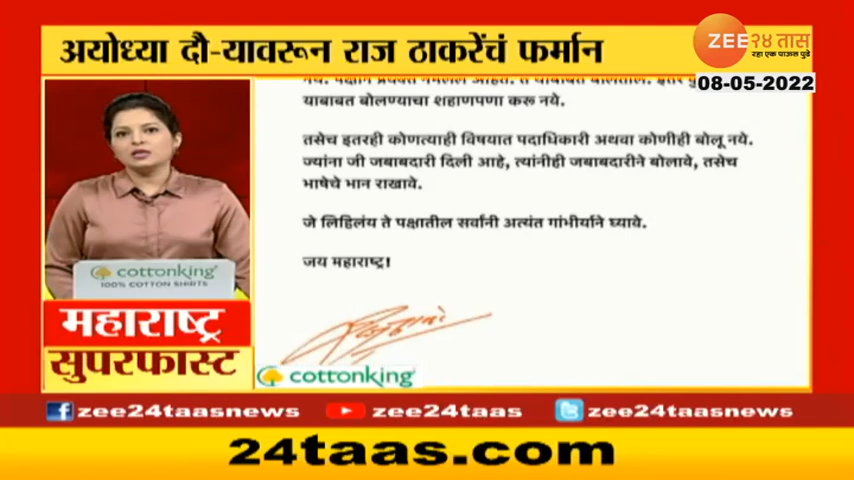 अयोध्या दौ-यावरून राज ठाकरेंचं फर्मान
ZEE २४ तास
रहा एक पाऊल पुढे
08-05-2022
याबाबत बोलण्याचा शहाणपणा करू नये.
तसेच इतरही कोणत्याही विषयात पदाधिकारी अथवा कोणीही बोलू नये.
ज्यांना जी जबाबदारी दिली आहे, त्यांनीही जबाबदारीने बोलावे, तसेच
भाषेचे भान राखावे.
जे लिहिलंय ते पक्षातील सर्वांनी अत्यंत गांभीर्याने घ्यावे.
जय महाराष्ट्र!
cottonking
100% COTTON SHIRTS
महाराष्ट्र
सुपरफास्ट
cottonking
zee24taasnews
zee24taas
zee24taasnews
24taas.com